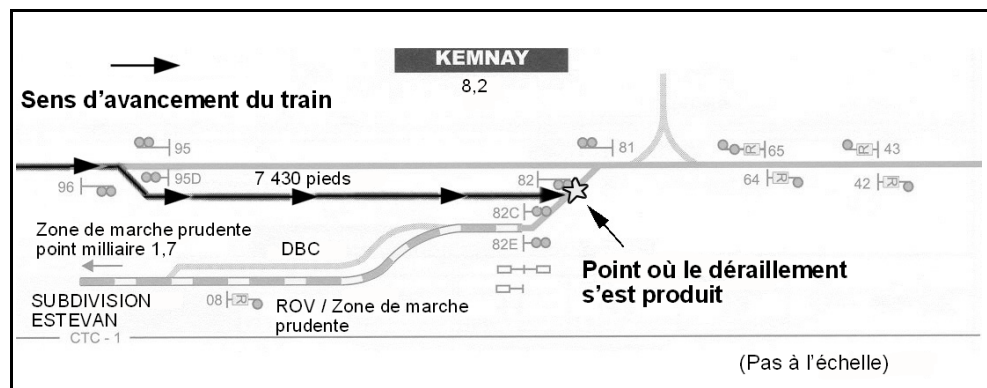 KEMNAY
8,2
Sens d'avancement du train
95
81
R 65
R 43
96
95D
7 430 pieds
82
64 R
42 R
82C
Zone de marche prudente
point milliaire 1,7
DBC
82E
Point où le déraillement
s'est produit
08 R
ROV / Zone de marche
prudente
SUBDIVISION
ESTEVAN
CTC - 1
(Pas à l'échelle)